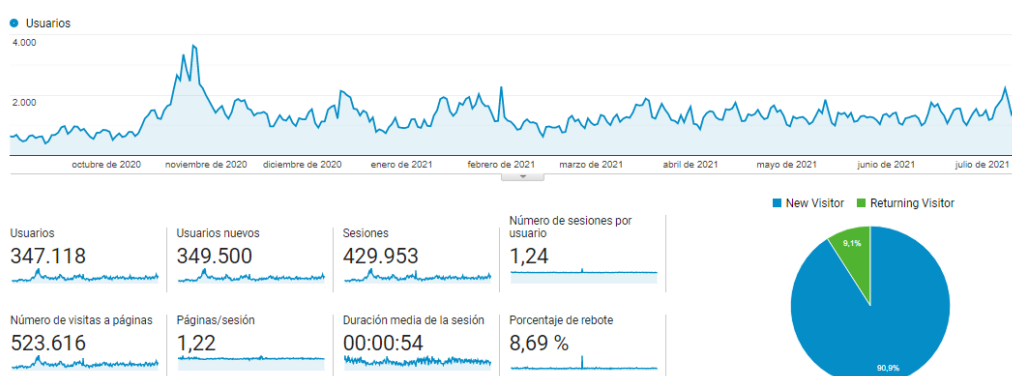 Usuarios
4.000
2.000
octubre de 2020 noviembre de 2020 diciembre de 2020 enero de 2021 febrero de 2021 marzo de 2021 abril de 2021 mayo de 2021 junio de 2021 julio de 2021
New Visitor Returning Visitor
Usuarios
347.118
Usuarios nuevos
349.500
Sesiones
429.953
Número de sesiones por
usuario
1,24
Número de visitas a páginas
523.616
Páginas/sesión
1,22
Duración media de la sesión
00:00:54
Porcentaje de rebote
8,69 %
9,1%
90,9%